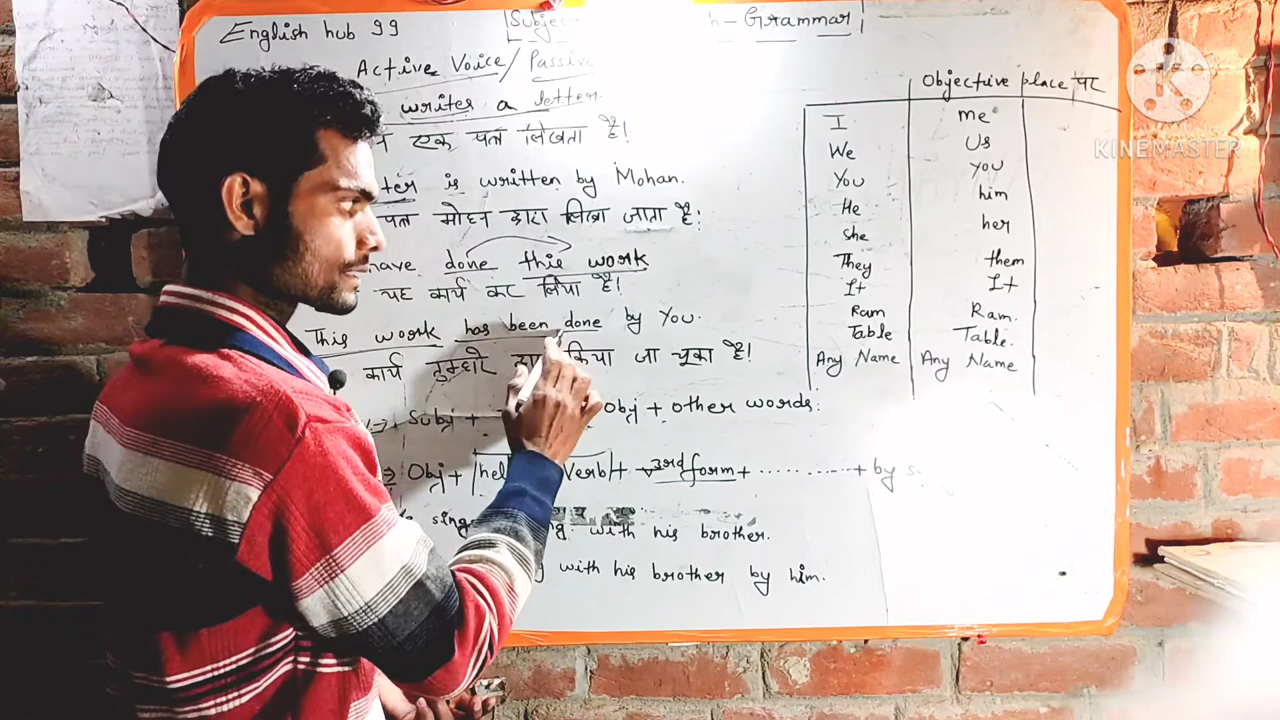 English hub 99
Grammar
Active Voice / Passive
writes a letter.
एक पत्र लिखता है।
is written by Mohan.
पत्र मोहन द्वारा लिखा जाता है।
have done this work
यह कार्य कर लिया है।
This work has been done by You.
कार्य तुम्हारे किया जा चूका है।
Subj + Obj + other words.
Obj + Verb + 3rd form + ............ + by
with his brother.
with his brother by him.
Objective place पर
I me
We Us
You you
He him
She her
They them
It It
Ram Ram.
Table Table.
Any Name Any Name
KINEMASTER